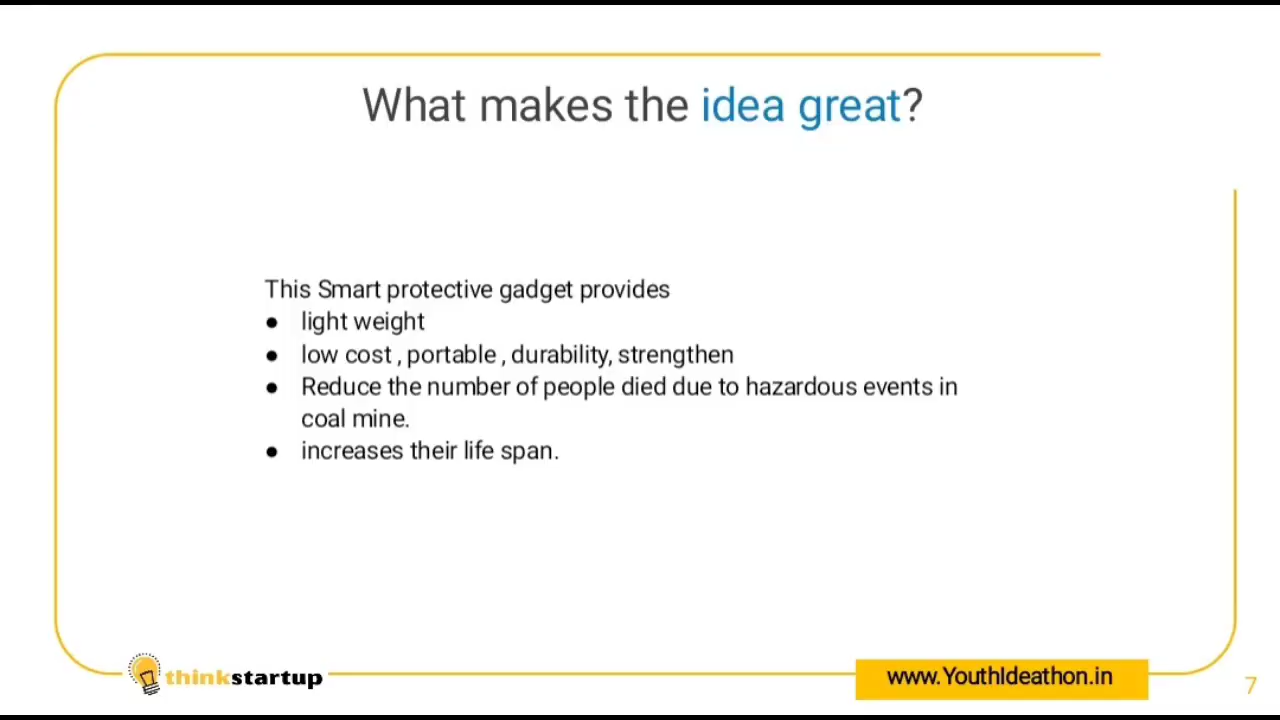 What makes the idea great?
This Smart protective gadget provides
● light weight
● low cost , portable , durability, strengthen
● Reduce the number of people died due to hazardous events in
coal mine.
● increases their life span.
thinkstartup
www.YouthIdeathon.in
7